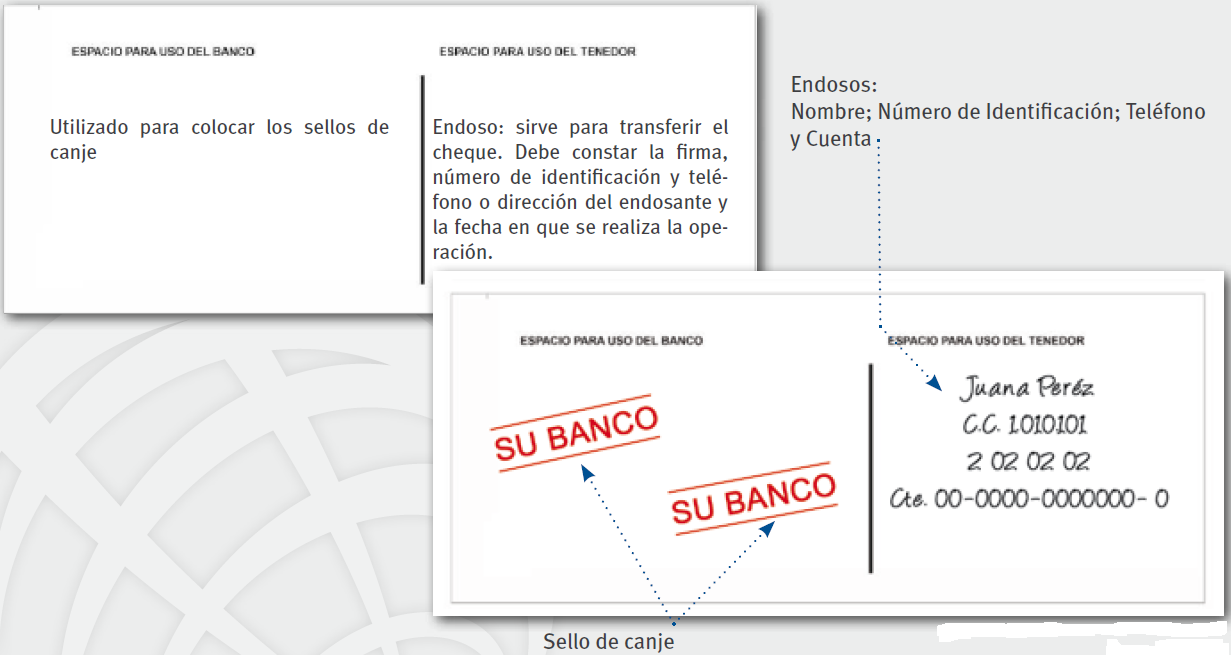 ESPACIO PARA USO DEL BANCO
Utilizado para colocar los sellos de
canje
ESPACIO PARA USO DEL TENEDOR
Endoso: sirve para transferir el
cheque. Debe constar la firma,
número de identificación y telé-
fono o dirección del endosante y
la fecha en que se realiza la ope-
ración.
Endosos:
Nombre; Número de Identificación; Teléfono
y Cuenta
ESPACIO PARA USO DEL BANCO
SU BANCO
SU BANCO
ESPACIO PARA USO DEL TENEDOR
Juana Peréz
C.C. 1010101
2 02 02 02
Cte. 00-0000-0000000- 0
Sello de canje